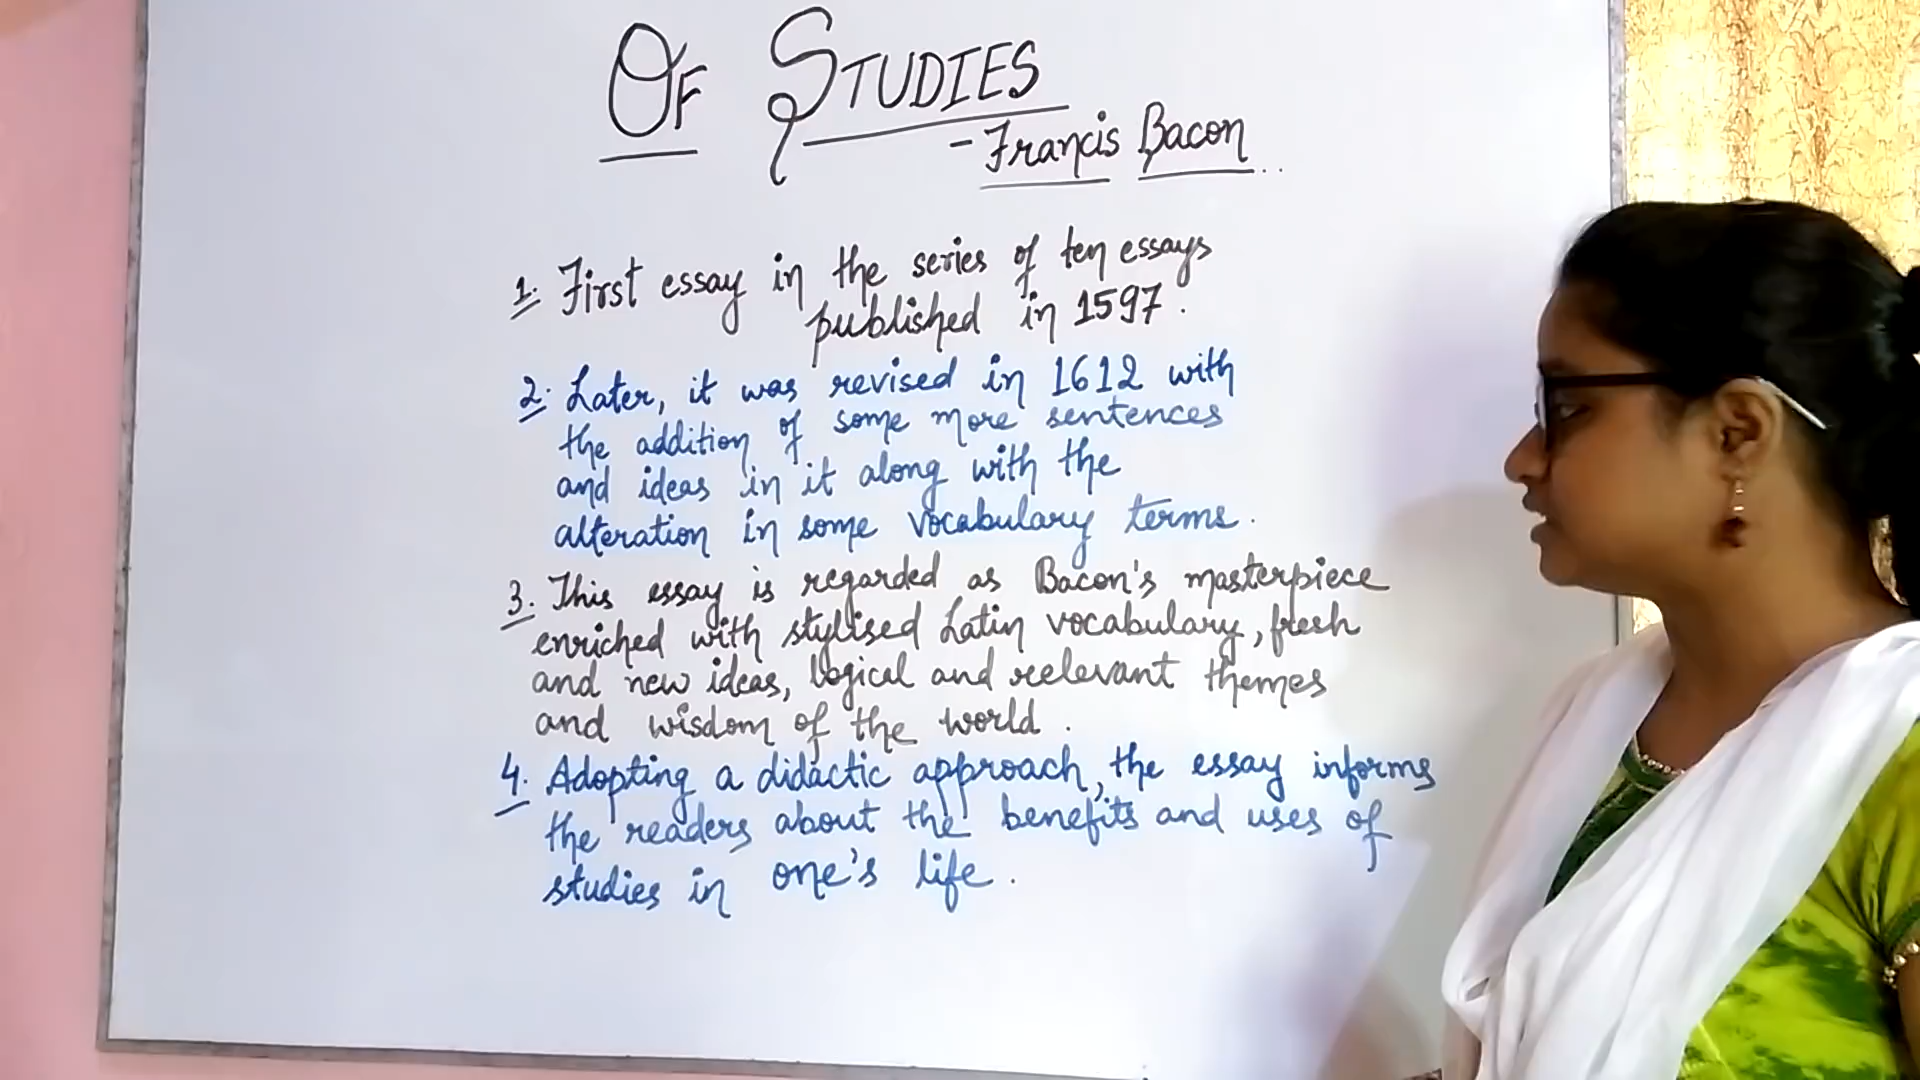 OF STUDIES
- Francis Bacon
1. First essay in the series of ten essays
published in 1597.
2. Later, it was revised in 1612 with
the addition of some more sentences
and ideas in it along with the
alteration in some vocabulary terms.
3. This essay is regarded as Bacon's masterpiece
enriched with stylised Latin vocabulary, fresh
and new ideas, logical and relevant themes
and wisdom of the world.
4. Adopting a didactic approach, the essay informs
the readers about the benefits and uses of
studies in one's life.